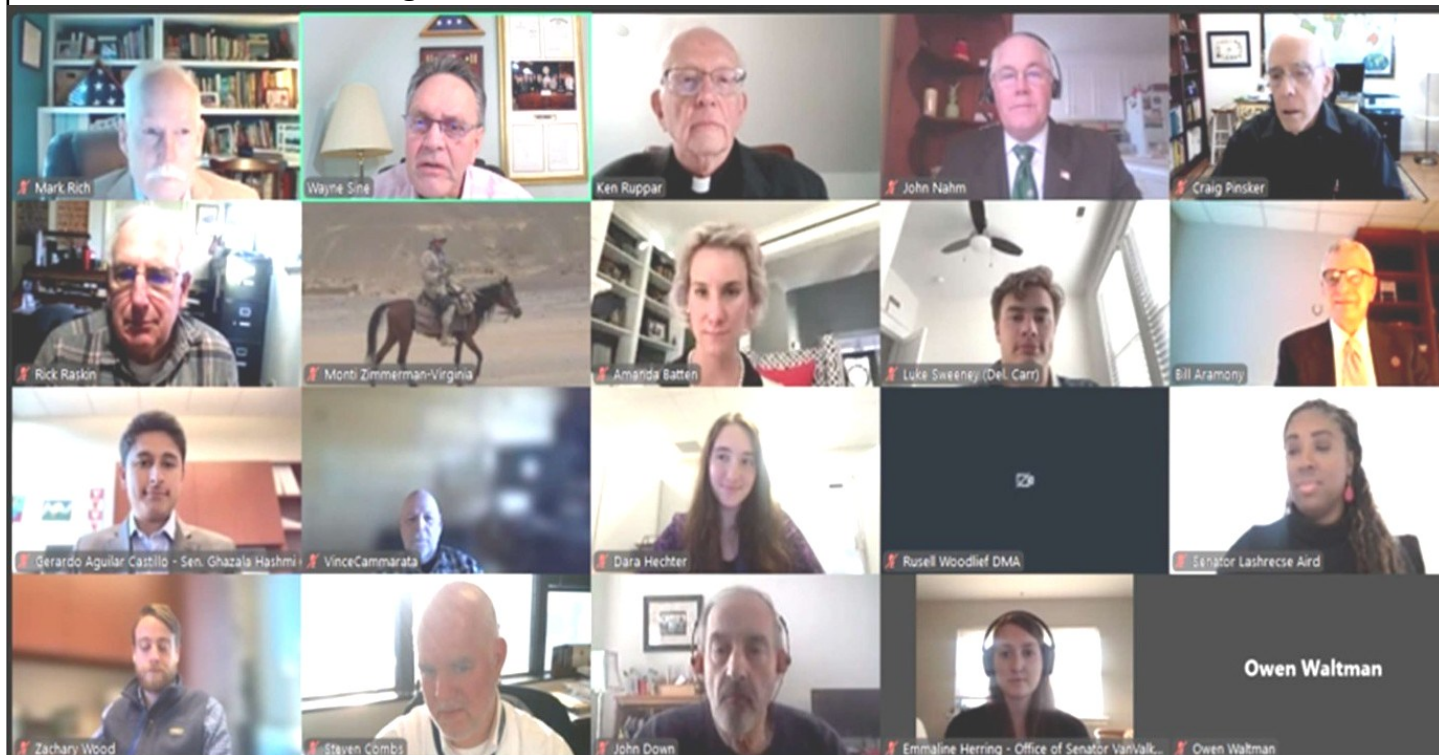 Mark Rich
Wayne Sine
Ken Ruppar
John Nahm
Craig Pinsker
Rick Raskin
Monti Zimmerman-Virginia
Amanda Batten
Luke Sweeney (Del. Carr)
Bill Aramony
Gerardo Aguilar Castillo - Sen. Ghazala Hashmi
VinceCammarata
Dara Hechter
Rusell Woodlief DMA
Senator Lashrecse Aird
Owen Waltman
Zachary Wood
Steven Combs
John Down
Emmaline Herring - Office of Senator VanValk...
Owen Waltman